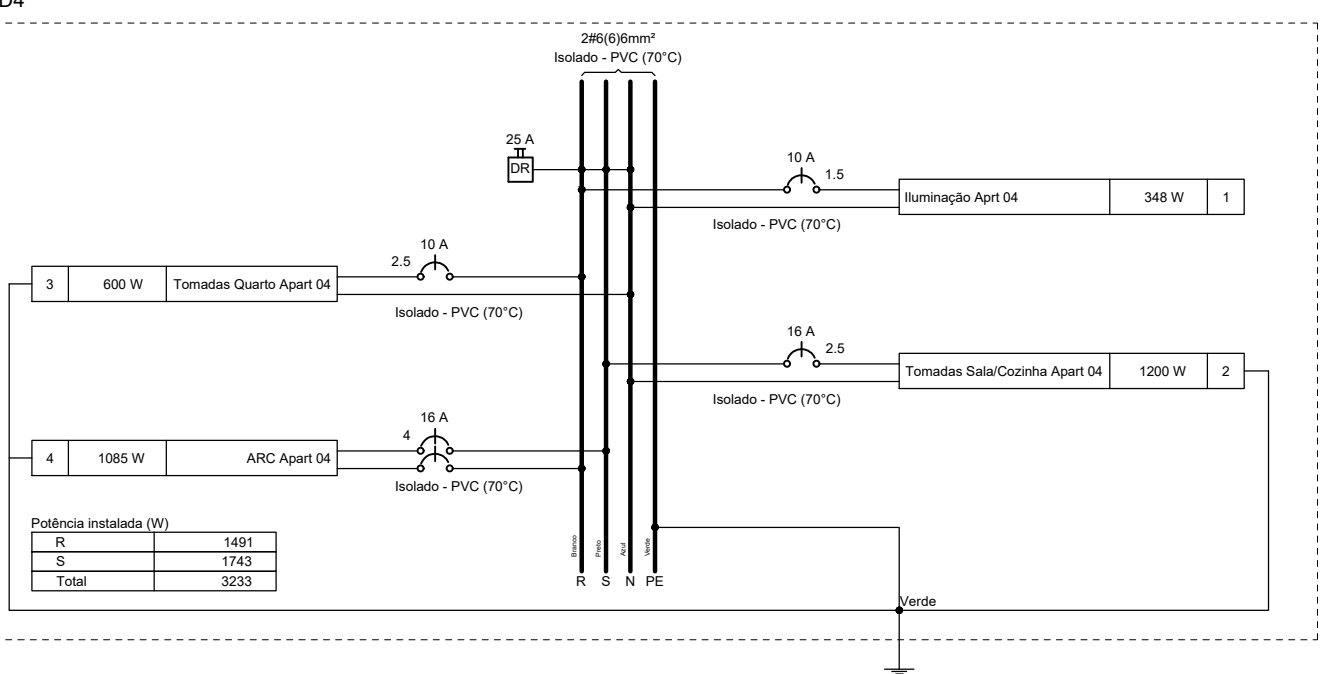 D4
2#6(6)6mm²
Isolado - PVC (70°C)
25 A
DR
10 A
1.5
Iluminação Aprt 04 348 W 1
Isolado - PVC (70°C)
10 A
2.5
3 600 W Tomadas Quarto Apart 04
Isolado - PVC (70°C)
16 A
2.5
Tomadas Sala/Cozinha Apart 04 1200 W 2
Isolado - PVC (70°C)
16 A
4
4 1085 W ARC Apart 04
Isolado - PVC (70°C)
Potência instalada (W)
R 1491
S 1743
Total 3233
Branco
Preto
Azul
Verde
R S N PE
Verde